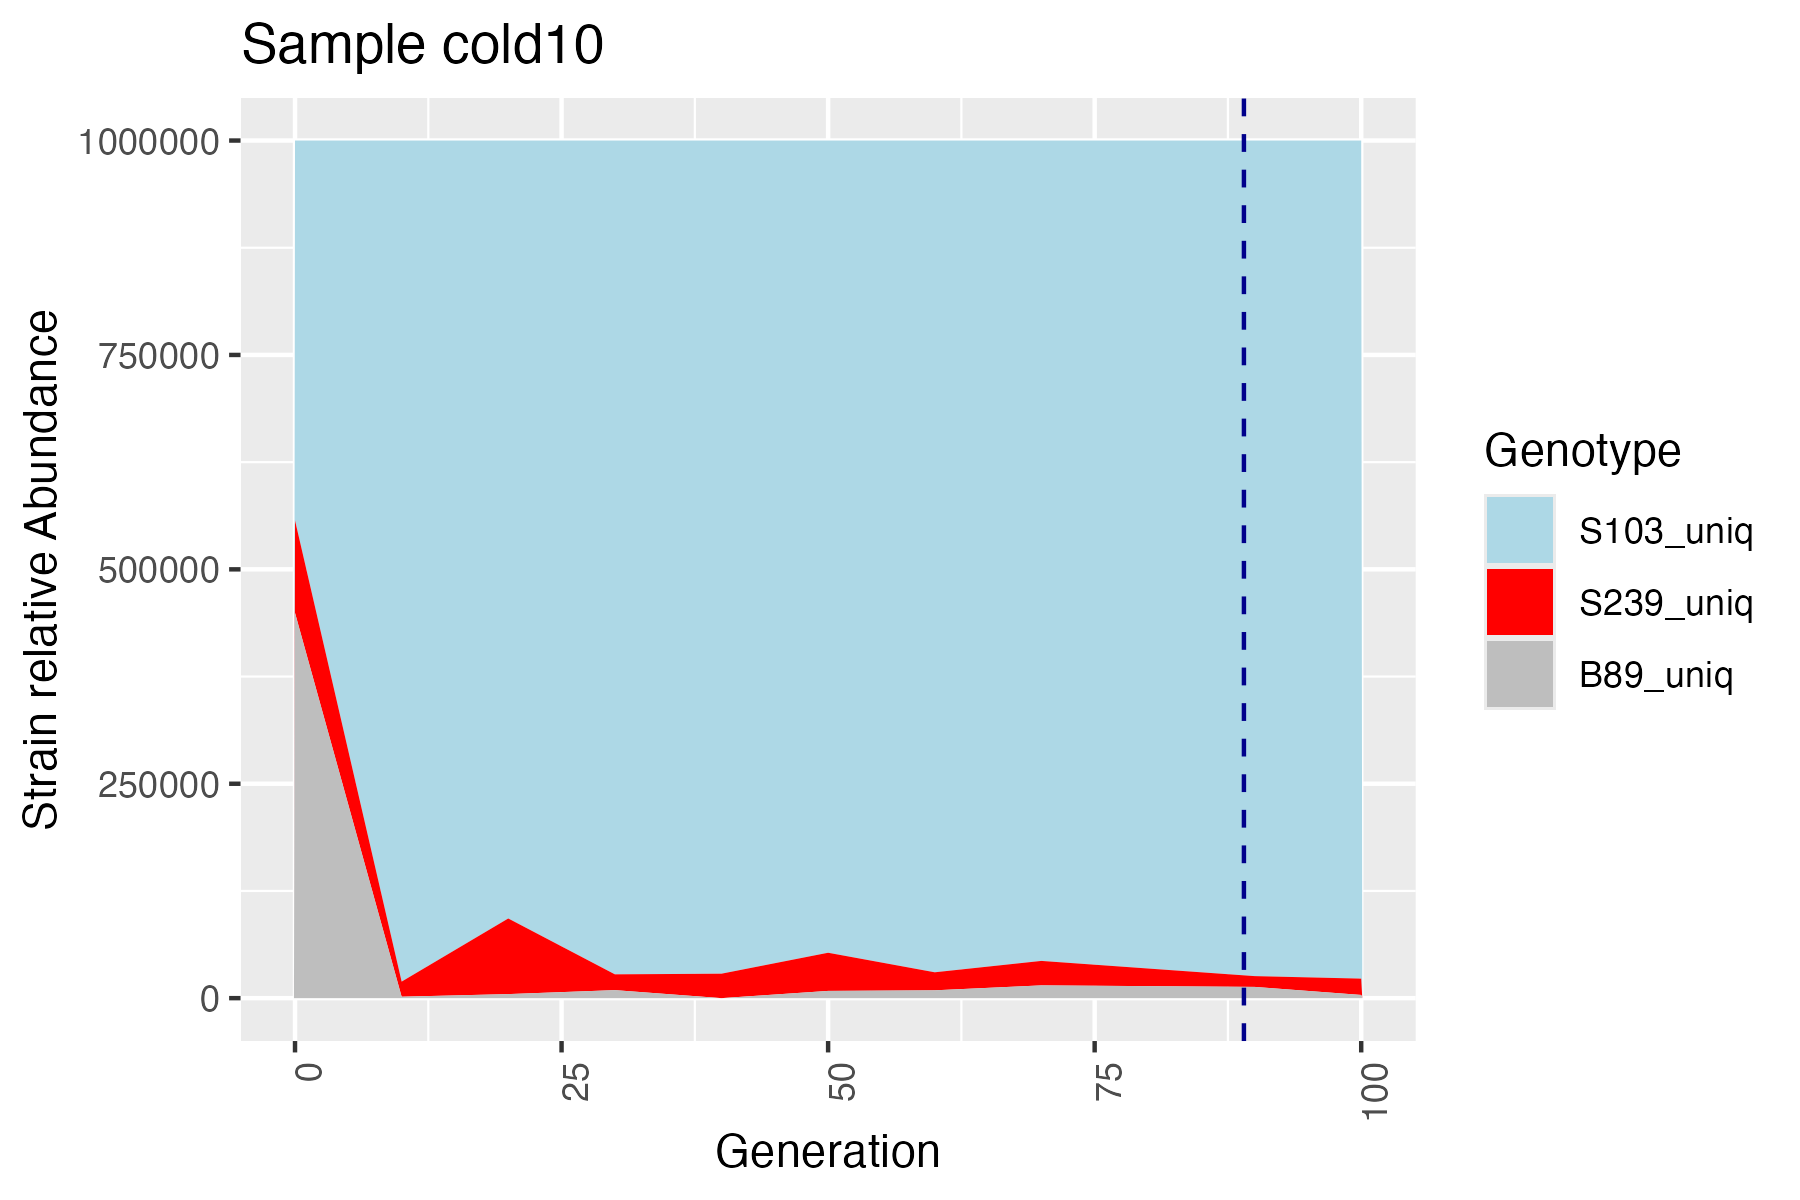 Sample cold10
Strain relative Abundance
1000000
750000
500000
250000
0
0
25
50
75
100
Generation
Genotype
S103_uniq
S239_uniq
B89_uniq